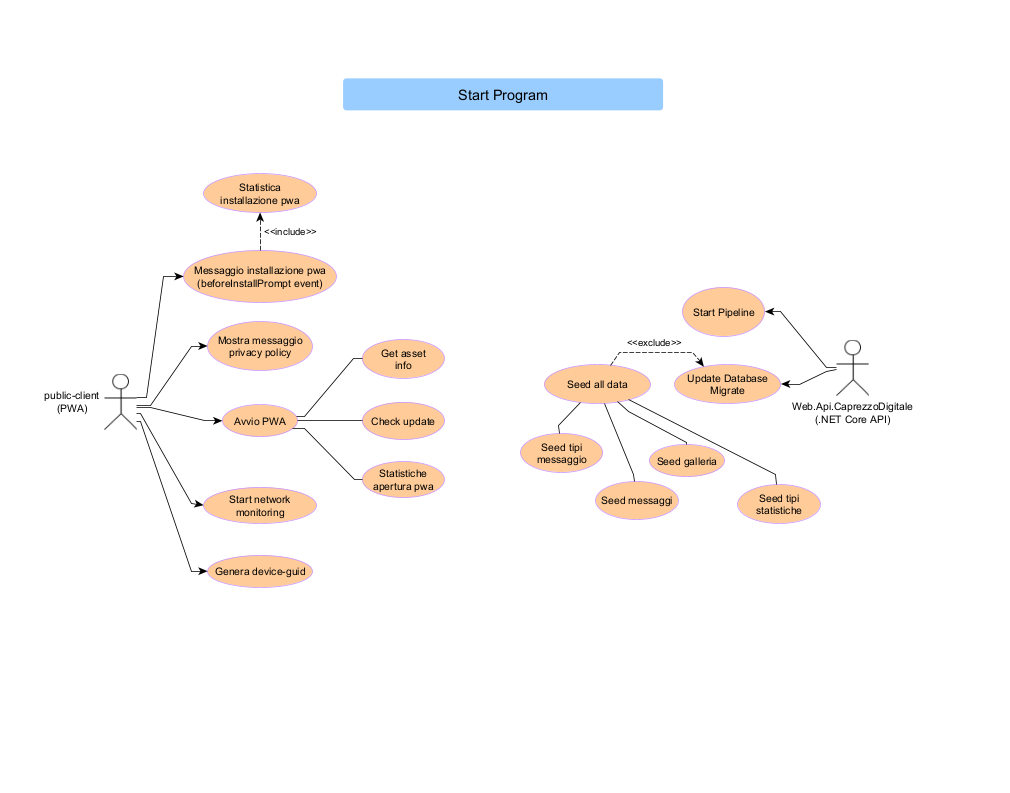 Start Program
Statistica
installazione pwa
<<include>>
Messaggio installazione pwa
(beforeInstallPrompt event)
Mostra messaggio
privacy policy
public-client
(PWA)
Avvio PWA
Get asset
info
Check update
Statistiche
apertura pwa
Start network
monitoring
Genera device-guid
Start Pipeline
<<exclude>>
Seed all data
Update Database
Migrate
Web.Api.CaprezzoDigitale
(.NET Core API)
Seed tipi
messaggio
Seed galleria
Seed messaggi
Seed tipi
statistiche